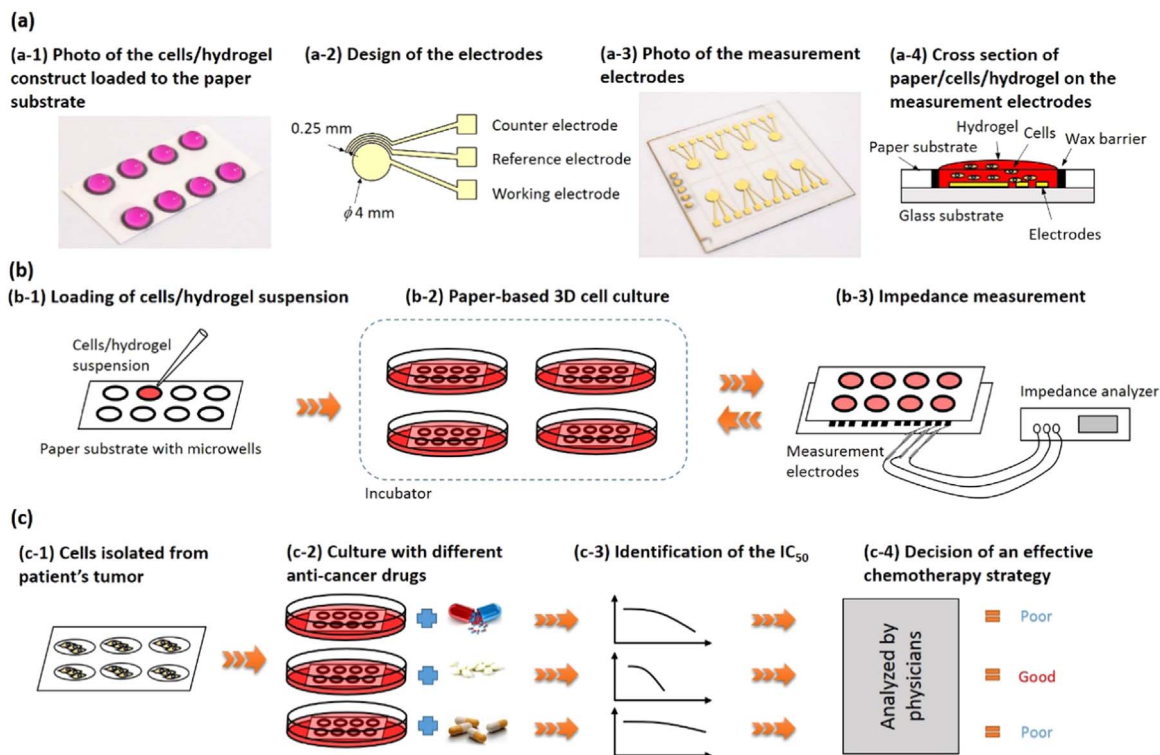 (a)
(a-1) Photo of the cells/hydrogel
construct loaded to the paper
substrate
(a-2) Design of the electrodes
0.25 mm
ϕ4 mm
Counter electrode
Reference electrode
Working electrode
(a-3) Photo of the measurement
electrodes
(a-4) Cross section of
paper/cells/hydrogel on the
measurement electrodes
Hydrogel
Cells
Wax barrier
Paper substrate
Glass substrate
Electrodes
(b)
(b-1) Loading of cells/hydrogel suspension
Cells/hydrogel
suspension
Paper substrate with microwells
(b-2) Paper-based 3D cell culture
Incubator
(b-3) Impedance measurement
Impedance analyzer
Measurement
electrodes
(c)
(c-1) Cells isolated from
patient's tumor
(c-2) Culture with different
anti-cancer drugs
(c-3) Identification of the IC₅₀
(c-4) Decision of an effective
chemotherapy strategy
Analyzed by
physicians
Poor
Good
Poor